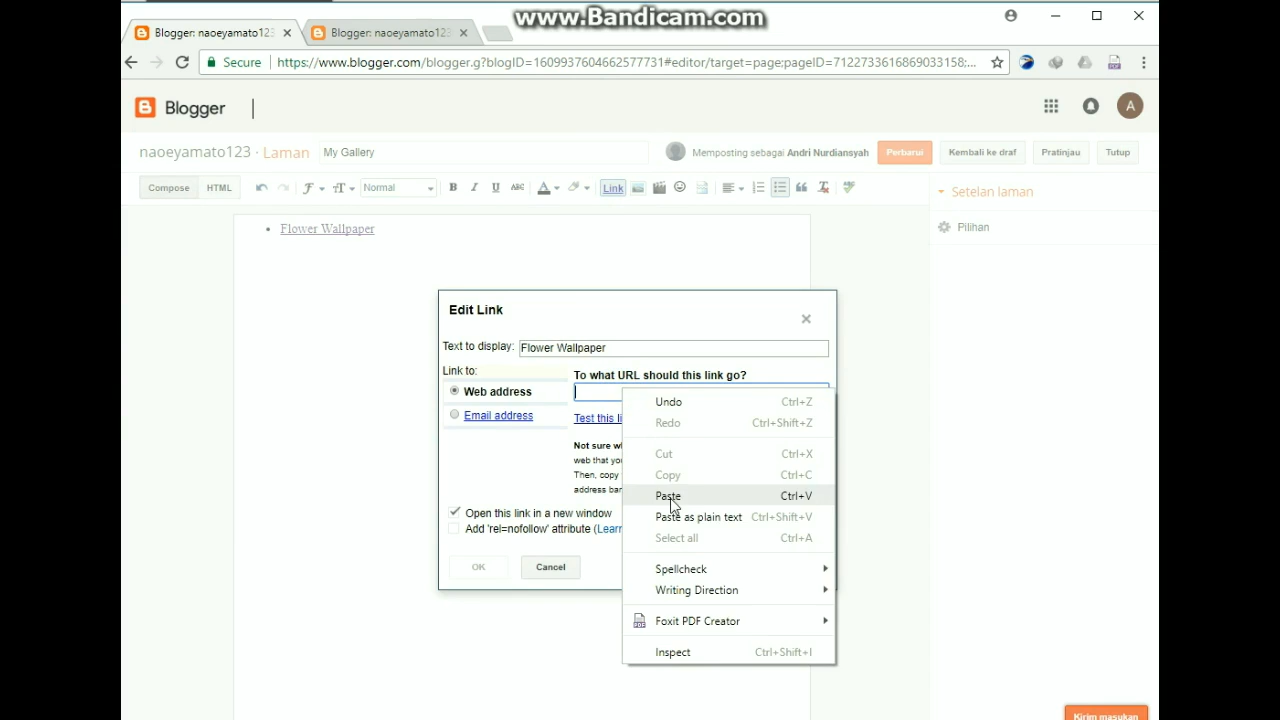 www.Bandicam.com
Blogger: naoeyamato123
Blogger: naoeyamato123
Secure
https://www.blogger.com/blogger.g?blogID=1609937604662577731#editor/target=page;pageID=7122733616869033158;...
Blogger
A
naoeyamato123 · Laman
My Gallery
Memposting sebagai Andri Nurdiansyah
Perbarui
Kembali ke draf
Pratinjau
Tutup
Compose
HTML
Normal
B
I
U
ABC
A
Link
Setelan laman
Flower Wallpaper
Pilihan
Edit Link
Text to display:
Flower Wallpaper
Link to:
To what URL should this link go?
Web address
Email address
Test this li
Not sure w
web that yo
Then, copy
address bar
Open this link in a new window
Add 'rel=nofollow' attribute (Learn
OK
Cancel
Undo Ctrl+Z
Redo Ctrl+Shift+Z
Cut Ctrl+X
Copy Ctrl+C
Paste Ctrl+V
Paste as plain text Ctrl+Shift+V
Select all Ctrl+A
Spellcheck
Writing Direction
Foxit PDF Creator
Inspect Ctrl+Shift+I
Kirim masukan